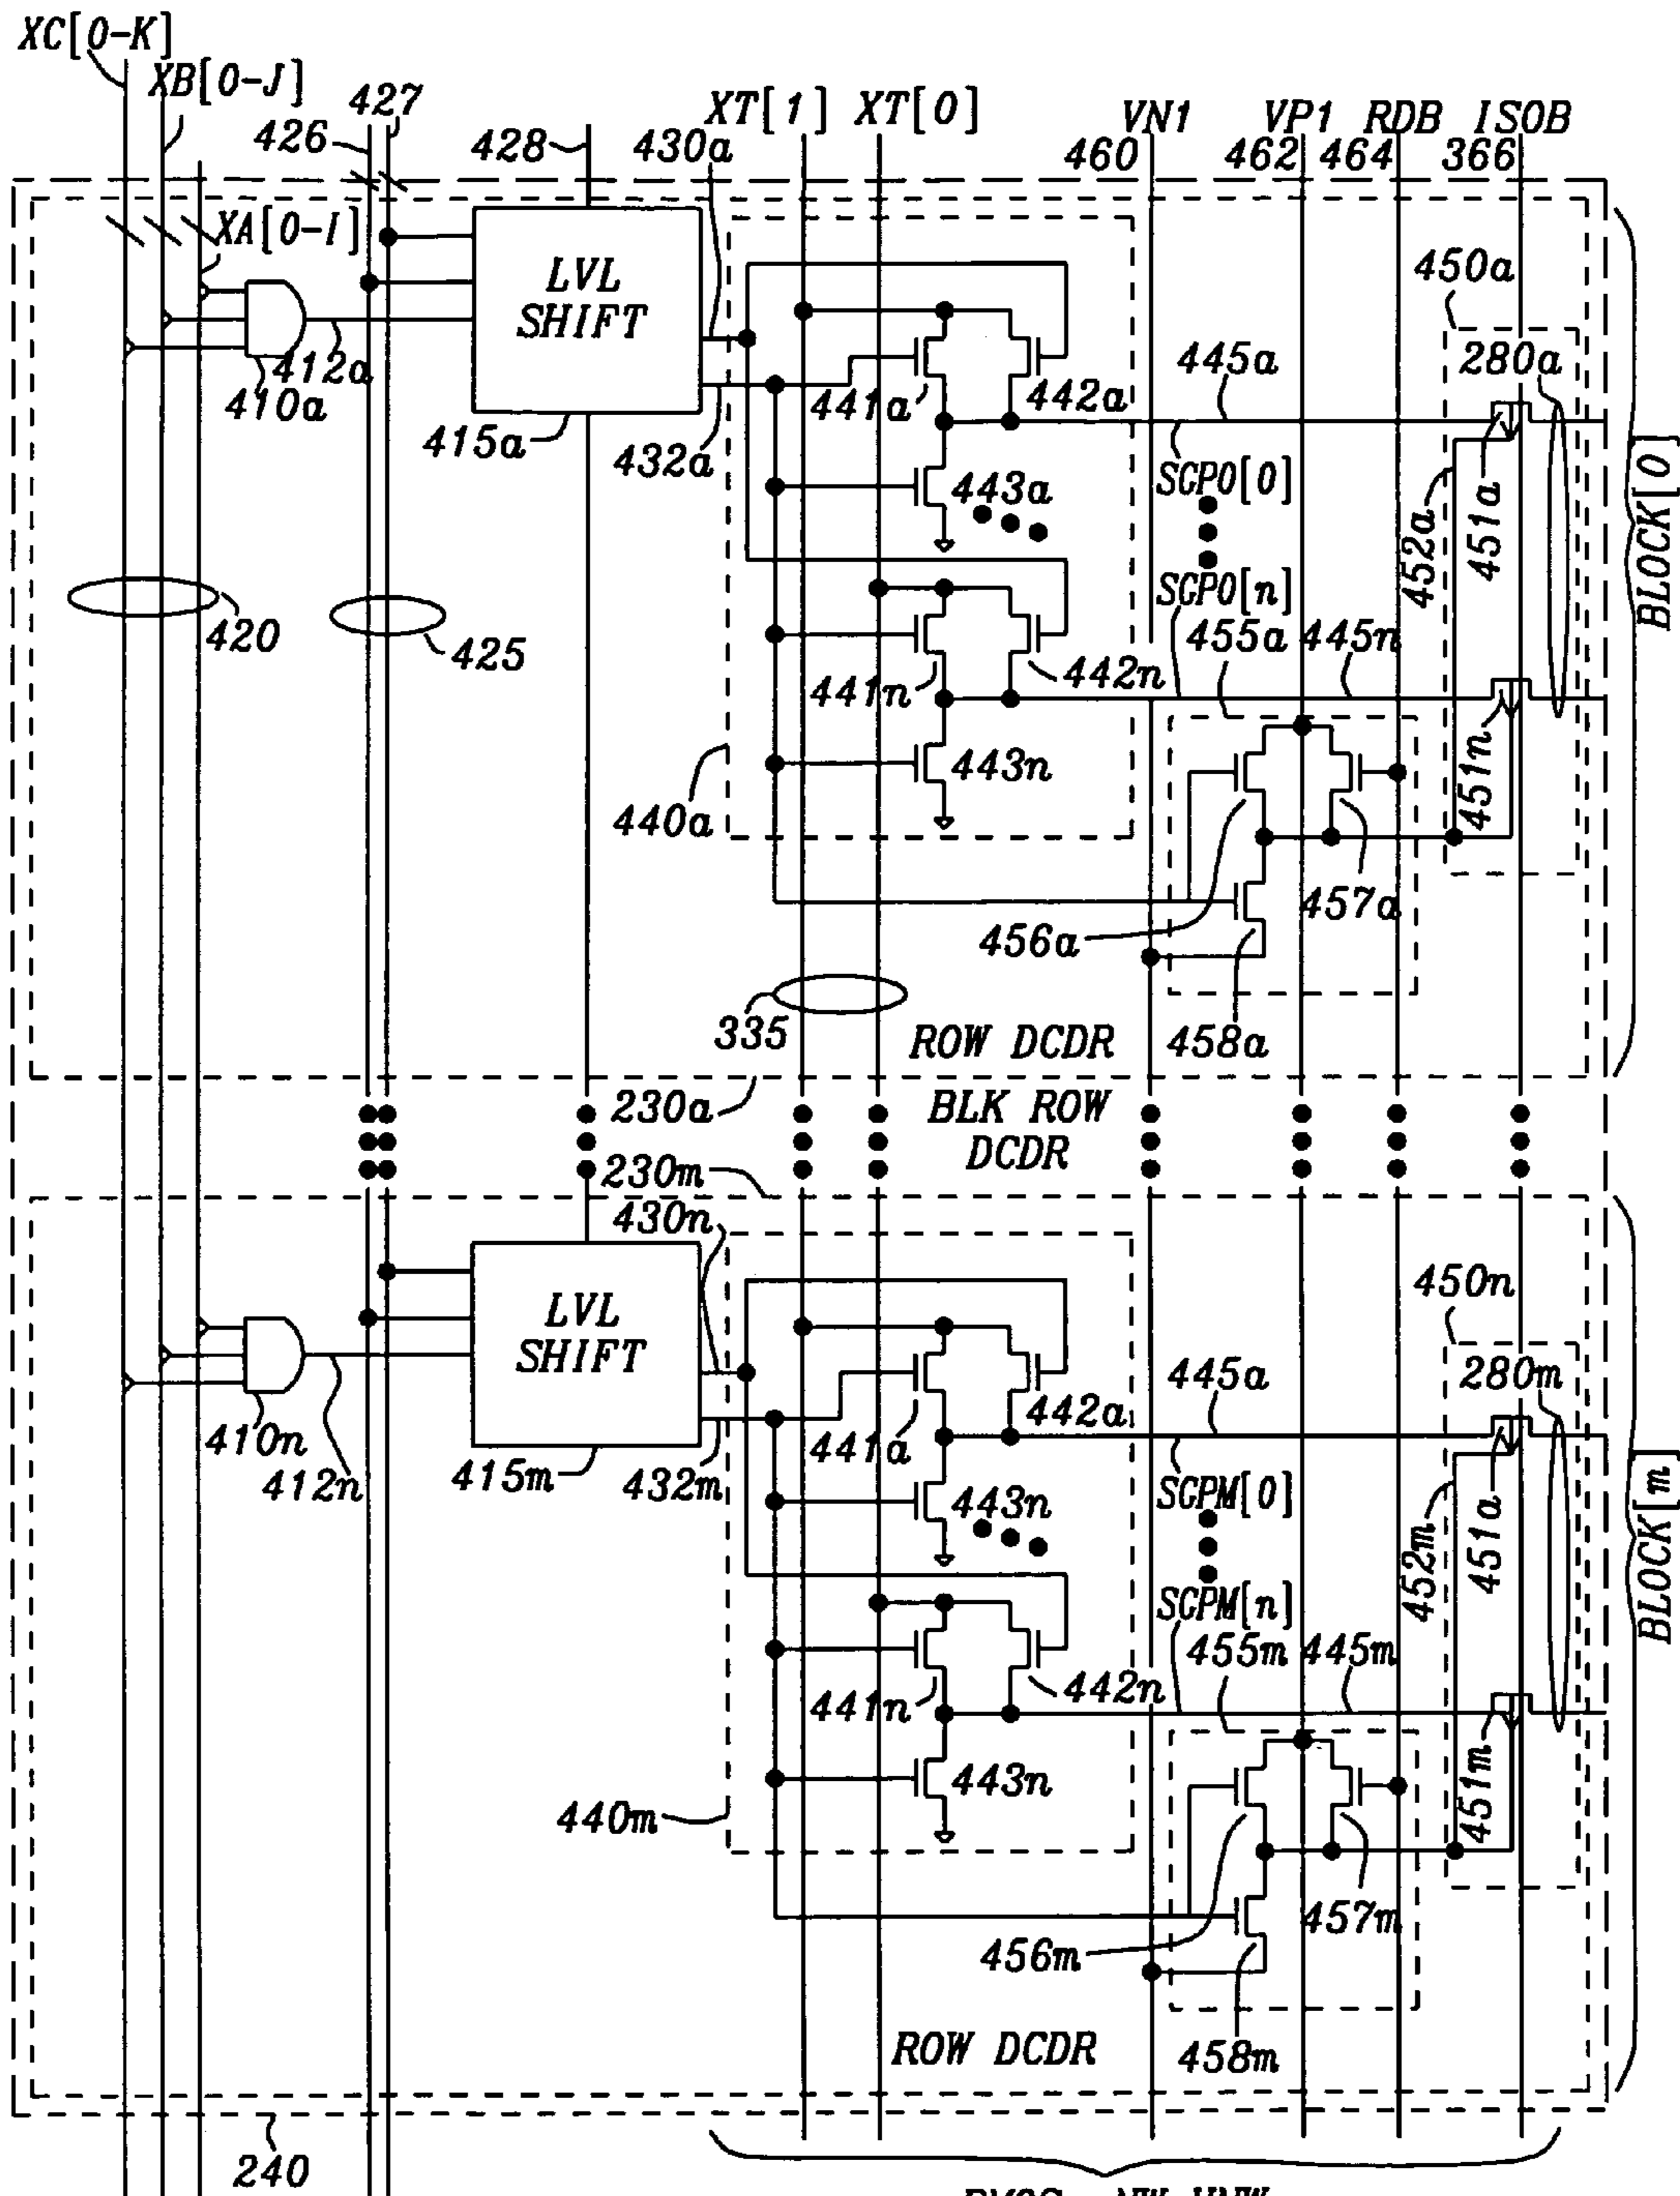 XC[0-K]
XB[0-J]
427
426
428
430a
XT[1] XT[0]
VN1
VP1
RDB
ISOB
460
462
464
366
XA[0-I]
LVL
SHIFT
412a
410a
415a
432a
441a
442a
445a
450a
280a
443a
SCPO[0]
452a
451a
BLOCK[0]
SCPO[n]
420
425
441n
442n
455a
445n
443n
451n
440a
456a
457a
335
ROW DCDR
458a
230a
BLK ROW
DCDR
230m
430n
LVL
SHIFT
410n
412n
415m
432m
441a
442a
445a
450n
280m
443n
SCPM[0]
452m
451a
BLOCK[m]
SCPM[n]
441n
442n
455m
445m
443n
451m
440m
456m
457m
ROW DCDR
458m
240